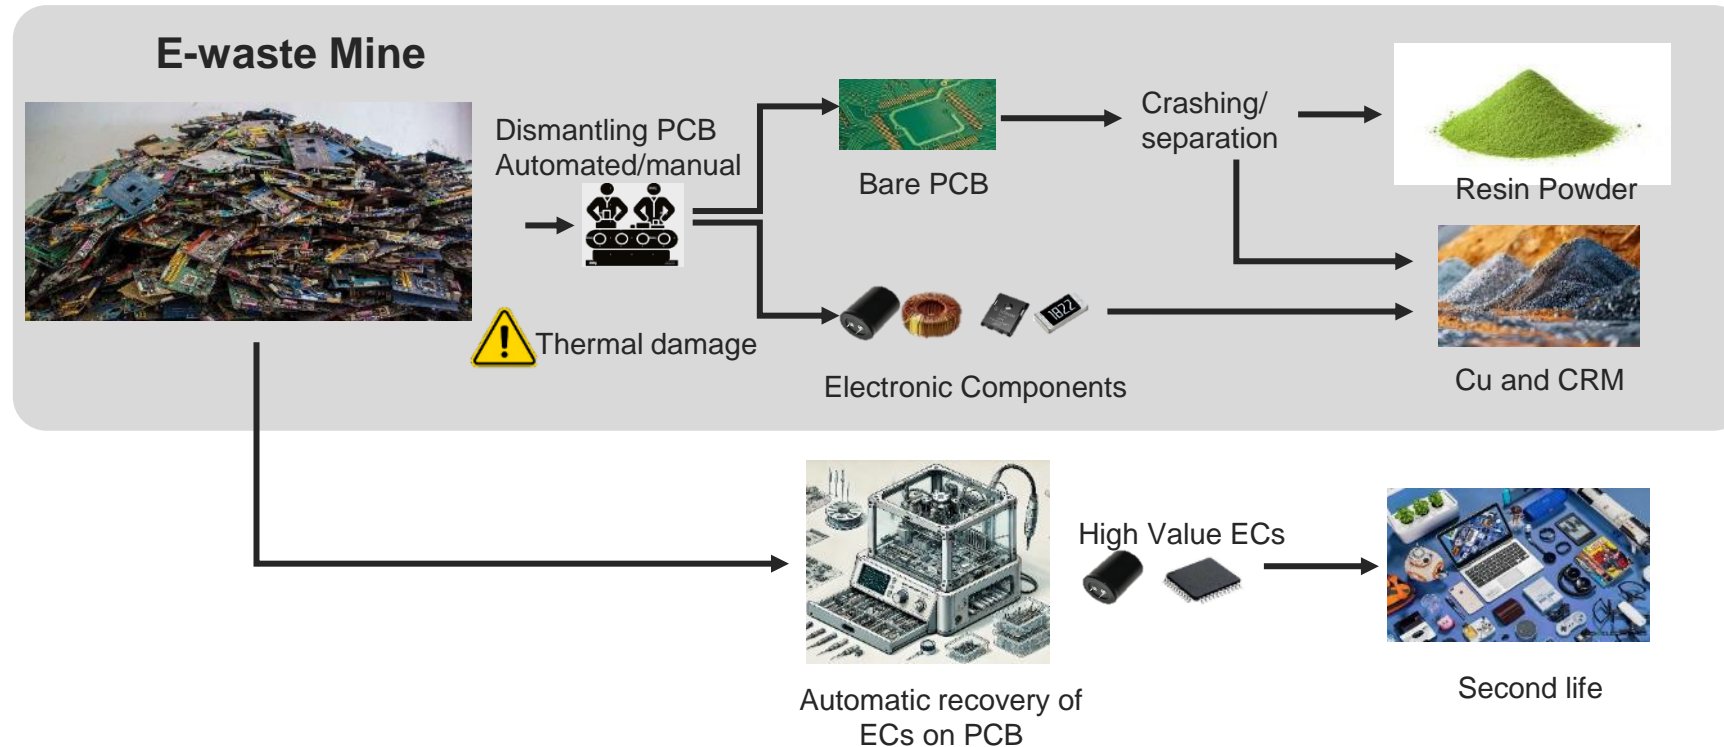 E-waste Mine
Dismantling PCB
Automated/manual
Thermal damage
Bare PCB
Crashing/
separation
Resin Powder
1822
Electronic Components
Cu and CRM
Automatic recovery of
ECs on PCB
High Value ECs
Second life